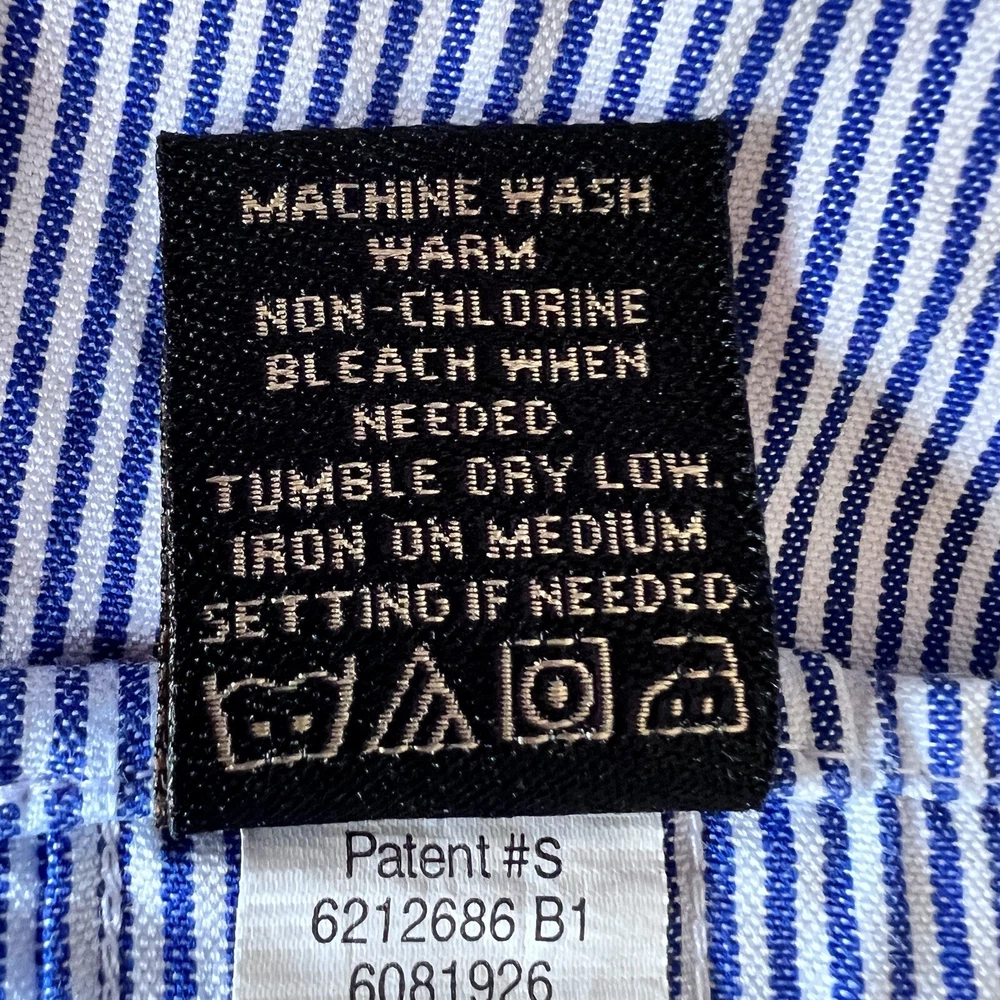 MACHINE WASH
WARM
NON-CHLORINE
BLEACH WHEN
NEEDED.
TUMBLE DRY LOW.
IRON ON MEDIUM
SETTING IF NEEDED.
Patent #S
6212686 B1
6081926